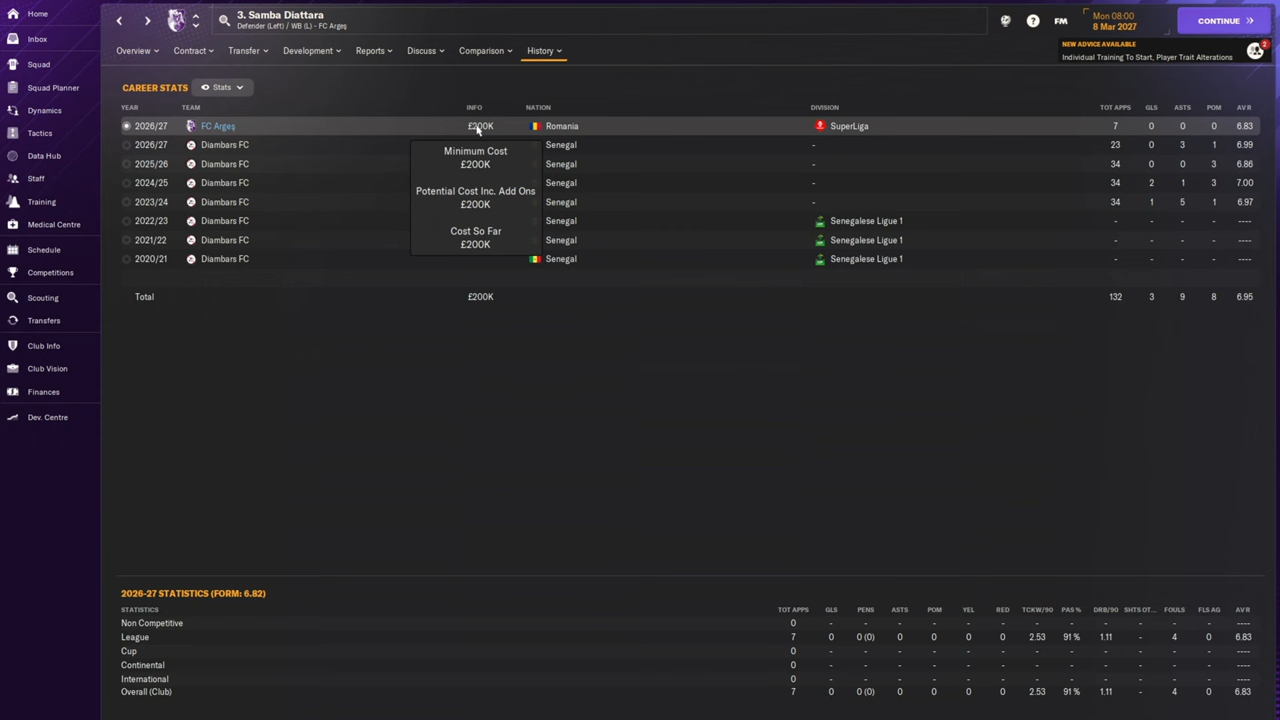 Home
Inbox
Squad
Squad Planner
Dynamics
Tactics
Data Hub
Staff
Training
Medical Centre
Schedule
Competitions
Scouting
Transfers
Club Info
Club Vision
Finances
Dev. Centre
3. Samba Diattara
Defender (Left) / WB (L) - FC Argeș
FM
Mon 08:00
8 Mar 2027
CONTINUE
Overview Contract Transfer Development Reports Discuss Comparison History
NEW ADVICE AVAILABLE
Individual Training To Start, Player Trait Alterations
2
CAREER STATS Stats
YEAR TEAM INFO NATION DIVISION TOT APPS GLS ASTS POM AV R
2026/27 FC Argeș £200K Romania SuperLiga 7 0 0 0 6.83
2026/27 Diambars FC Senegal - 23 0 3 1 6.99
2025/26 Diambars FC Senegal - 34 0 0 3 6.86
2024/25 Diambars FC Senegal - 34 2 1 3 7.00
2023/24 Diambars FC Senegal - 34 1 5 1 6.97
2022/23 Diambars FC Senegal Senegalese Ligue 1 - - - - ----
2021/22 Diambars FC Senegal Senegalese Ligue 1 - - - - ----
2020/21 Diambars FC Senegal Senegalese Ligue 1 - - - - ----
Total £200K 132 3 9 8 6.95
Minimum Cost
£200K
Potential Cost Inc. Add Ons
£200K
Cost So Far
£200K
2026-27 STATISTICS (FORM: 6.82)
STATISTICS TOT APPS GLS PENS ASTS POM YEL RED TCKW/90 PAS % DRB/90 SHTS OT... FOULS FLS AG AV R
Non Competitive 0 - - - - - - - - - - - - ----
League 7 0 0 (0) 0 0 0 0 2.53 91 % 1.11 - 4 0 6.83
Cup 0 - - - - - - - - - - - - ----
Continental 0 - - - - - - - - - - - - ----
International 0 - - - - - - - - - - - - ----
Overall (Club) 7 0 0 (0) 0 0 0 0 2.53 91 % 1.11 - 4 0 6.83